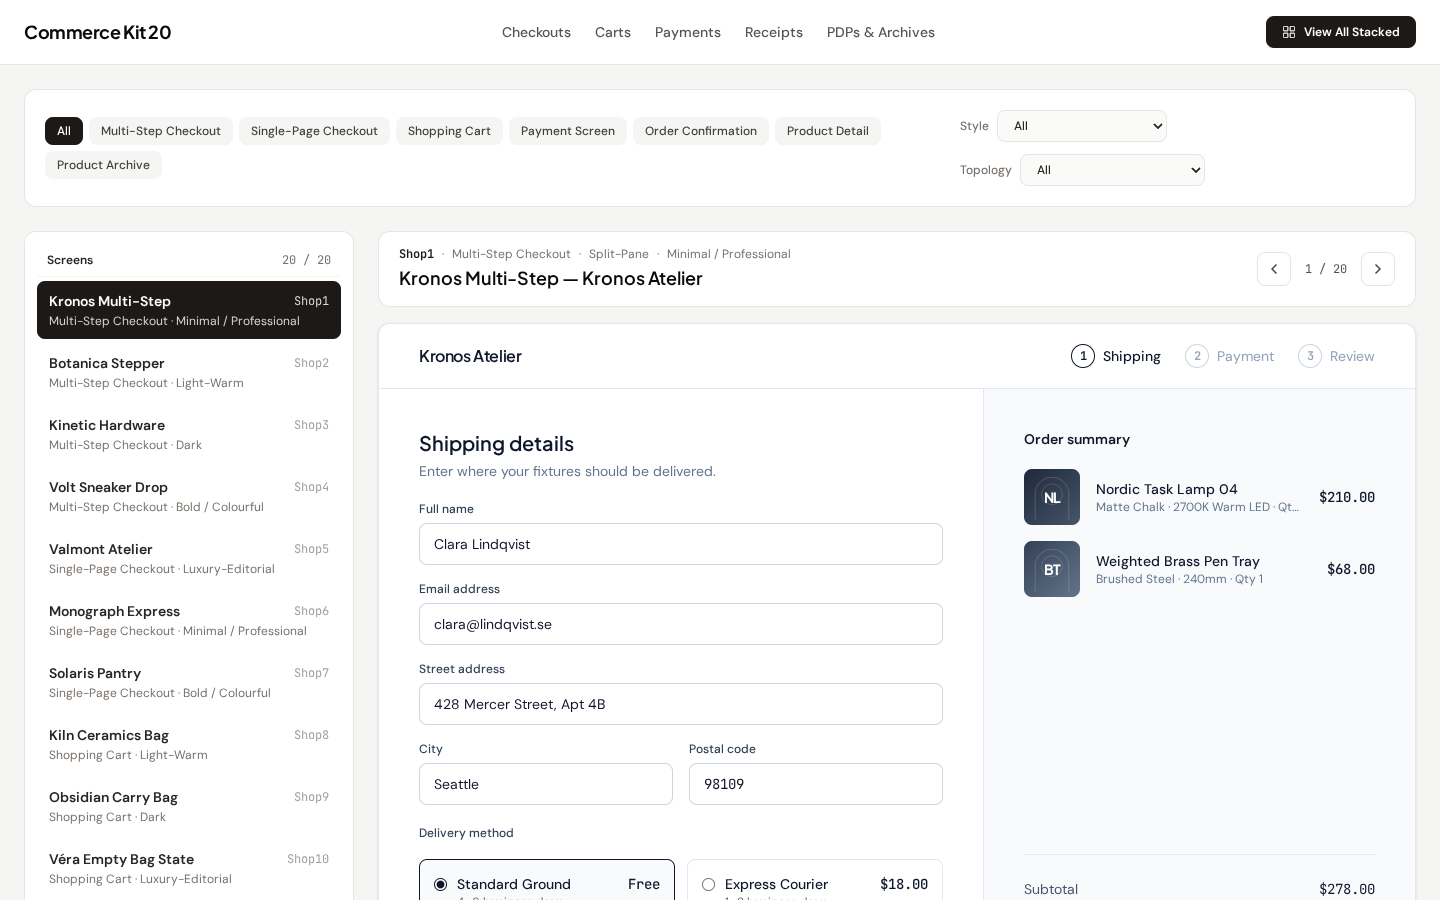 Commerce Kit 20
Checkouts Carts Payments Receipts PDPs & Archives
View All Stacked
All Multi-Step Checkout Single-Page Checkout Shopping Cart Payment Screen Order Confirmation Product Detail
Product Archive
Style All
Topology All
Screens 20 / 20
Kronos Multi-Step Shop1
Multi-Step Checkout · Minimal / Professional
Botanica Stepper Shop2
Multi-Step Checkout · Light-Warm
Kinetic Hardware Shop3
Multi-Step Checkout · Dark
Volt Sneaker Drop Shop4
Multi-Step Checkout · Bold / Colourful
Valmont Atelier Shop5
Single-Page Checkout · Luxury-Editorial
Monograph Express Shop6
Single-Page Checkout · Minimal / Professional
Solaris Pantry Shop7
Single-Page Checkout · Bold / Colourful
Kiln Ceramics Bag Shop8
Shopping Cart · Light-Warm
Obsidian Carry Bag Shop9
Shopping Cart · Dark
Véra Empty Bag State Shop10
Shopping Cart · Luxury-Editorial
Shop1 · Multi-Step Checkout · Split-Pane · Minimal / Professional
Kronos Multi-Step — Kronos Atelier
1 / 20
Kronos Atelier
1 Shipping 2 Payment 3 Review
Shipping details
Enter where your fixtures should be delivered.
Full name
Clara Lindqvist
Email address
clara@lindqvist.se
Street address
428 Mercer Street, Apt 4B
City Postal code
Seattle 98109
Delivery method
Standard Ground Free
Express Courier $18.00
Order summary
NL Nordic Task Lamp 04 $210.00
Matte Chalk · 2700K Warm LED · Qt…
BT Weighted Brass Pen Tray $68.00
Brushed Steel · 240mm · Qty 1
Subtotal $278.00